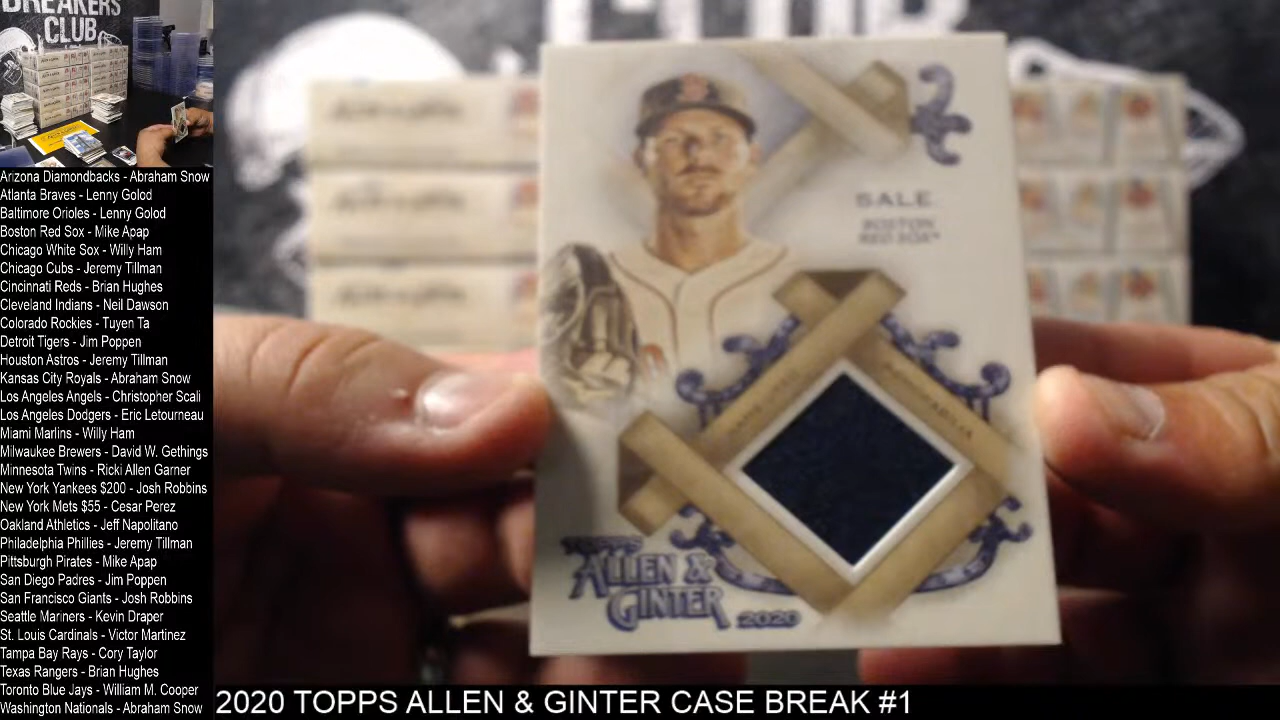 BREAKERS
CLUB
Arizona Diamondbacks - Abraham Snow
Atlanta Braves - Lenny Golod
Baltimore Orioles - Lenny Golod
Boston Red Sox - Mike Apap
Chicago White Sox - Willy Ham
Chicago Cubs - Jeremy Tillman
Cincinnati Reds - Brian Hughes
Cleveland Indians - Neil Dawson
Colorado Rockies - Tuyen Ta
Detroit Tigers - Jim Poppen
Houston Astros - Jeremy Tillman
Kansas City Royals - Abraham Snow
Los Angeles Angels - Christopher Scali
Los Angeles Dodgers - Eric Letourneau
Miami Marlins - Willy Ham
Milwaukee Brewers - David W. Gethings
Minnesota Twins - Ricki Allen Garner
New York Yankees $200 - Josh Robbins
New York Mets $55 - Cesar Perez
Oakland Athletics - Jeff Napolitano
Philadelphia Phillies - Jeremy Tillman
Pittsburgh Pirates - Mike Apap
San Diego Padres - Jim Poppen
San Francisco Giants - Josh Robbins
Seattle Mariners - Kevin Draper
St. Louis Cardinals - Victor Martinez
Tampa Bay Rays - Cory Taylor
Texas Rangers - Brian Hughes
Toronto Blue Jays - William M. Cooper
Washington Nationals - Abraham Snow
CLUB
SALE
BOSTON
RED SOX
TOPPS
ALLEN &
GINTER 2020
2020 TOPPS ALLEN & GINTER CASE BREAK #1